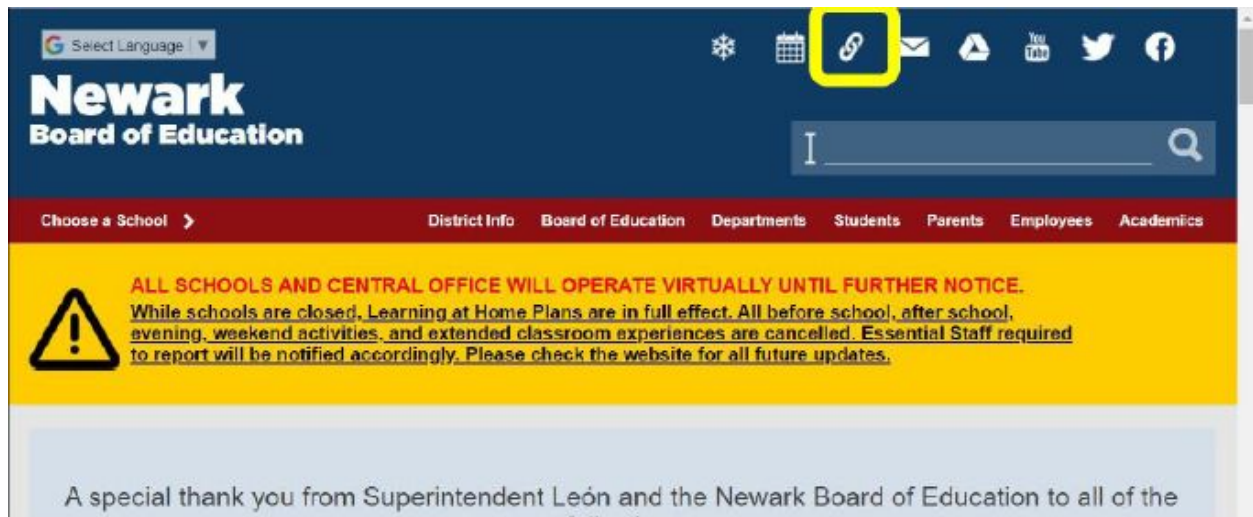 Select Language ▼
Newark
Board of Education
You
Tube
Choose a School
District Info Board of Education Departments Students Parents Employees Academics
ALL SCHOOLS AND CENTRAL OFFICE WILL OPERATE VIRTUALLY UNTIL FURTHER NOTICE.
While schools are closed, Learning at Home Plans are in full effect. All before school, after school,
evening, weekend activities, and extended classroom experiences are cancelled. Essential Staff required
to report will be notified accordingly. Please check the website for all future updates.
A special thank you from Superintendent León and the Newark Board of Education to all of the